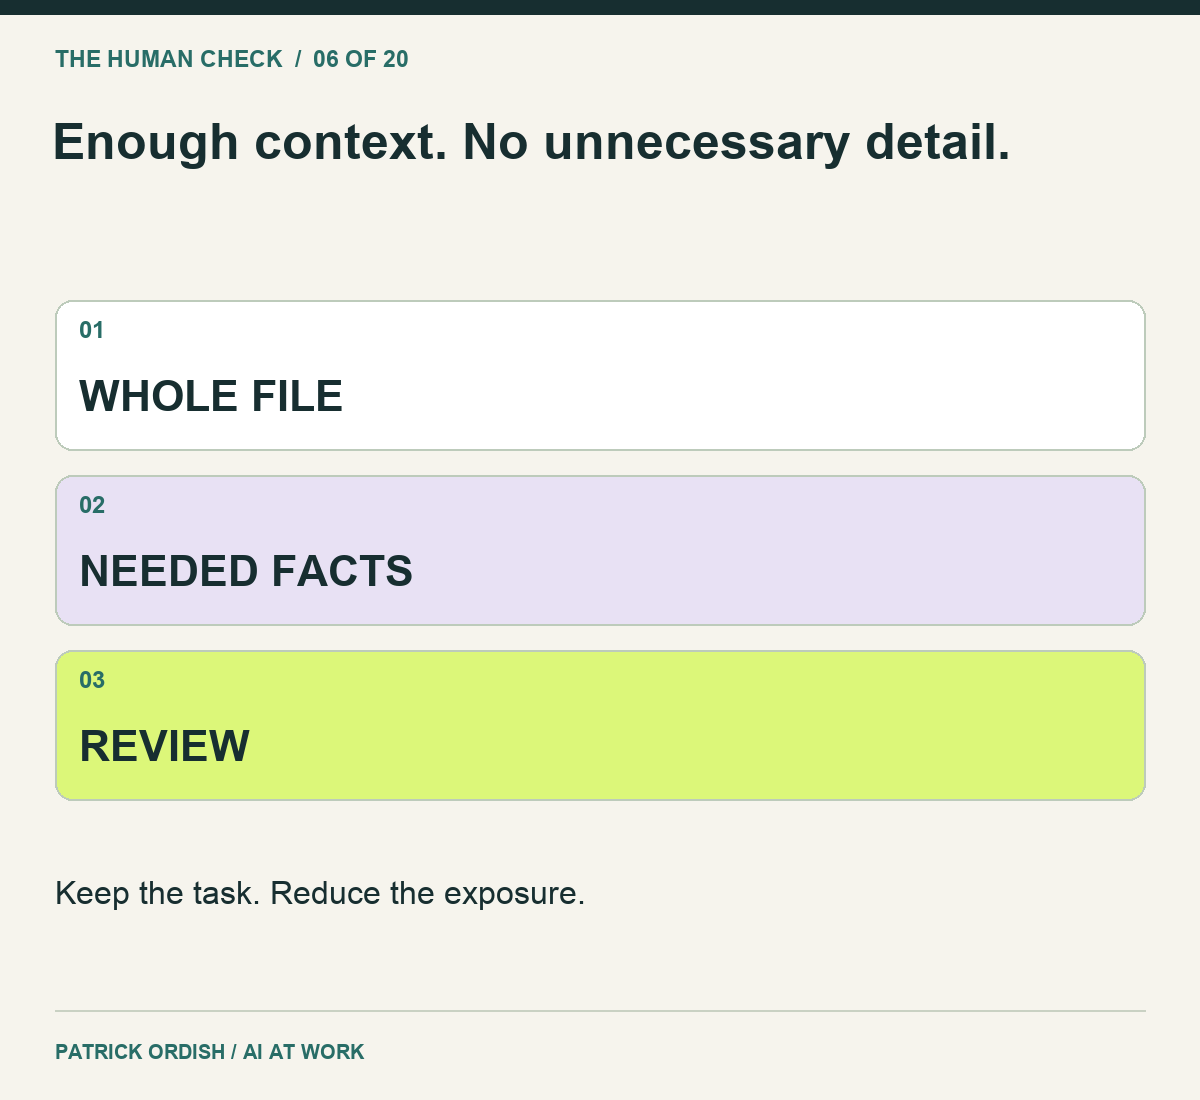 THE HUMAN CHECK / 06 OF 20
Enough context. No unnecessary detail.
01
WHOLE FILE
02
NEEDED FACTS
03
REVIEW
Keep the task. Reduce the exposure.
PATRICK ORDISH / AI AT WORK